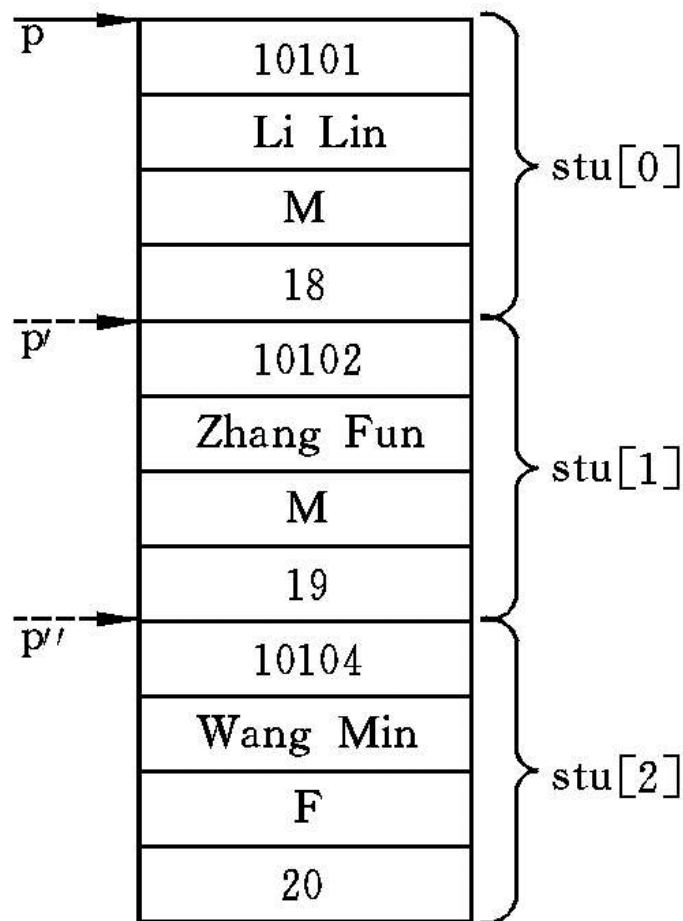 p
10101
Li Lin
M
18
stu[0]
p′
10102
Zhang Fun
M
19
stu[1]
p′′
10104
Wang Min
F
20
stu[2]